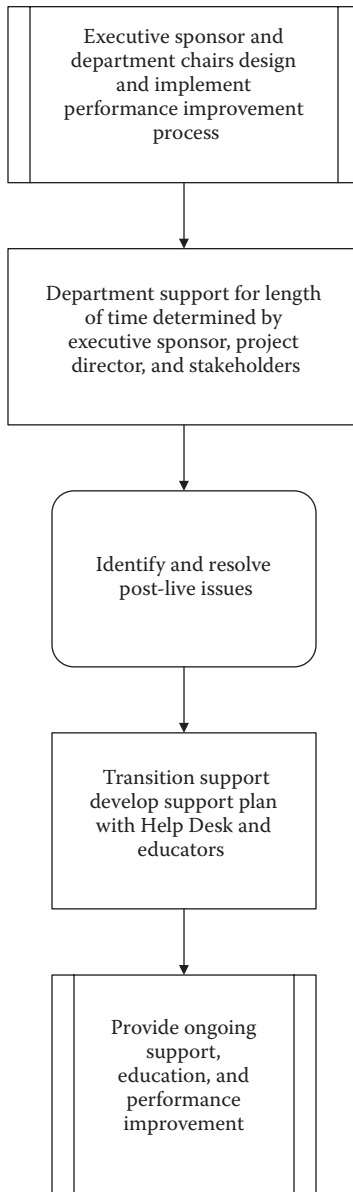 Executive sponsor and
department chairs design
and implement
performance improvement
process
Department support for length
of time determined by
executive sponsor, project
director, and stakeholders
Identify and resolve
post-live issues
Transition support
develop support plan
with Help Desk and
educators
Provide ongoing
support,
education, and
performance
improvement